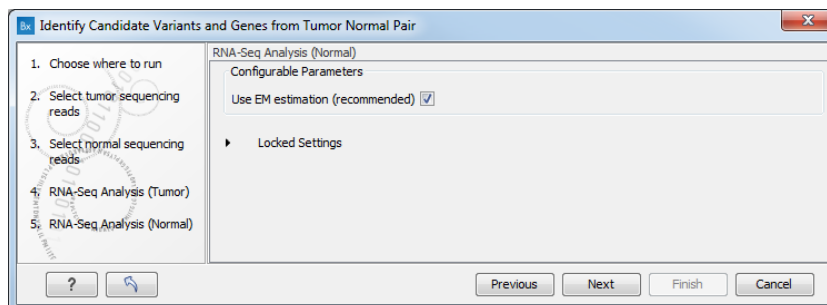 Bx Identify Candidate Variants and Genes from Tumor Normal Pair
1. Choose where to run
2. Select tumor sequencing
reads
3. Select normal sequencing
reads
4. RNA-Seq Analysis (Tumor)
5. RNA-Seq Analysis (Normal)
RNA-Seq Analysis (Normal)
Configurable Parameters
Use EM estimation (recommended)
Locked Settings
?
Previous
Next
Finish
Cancel